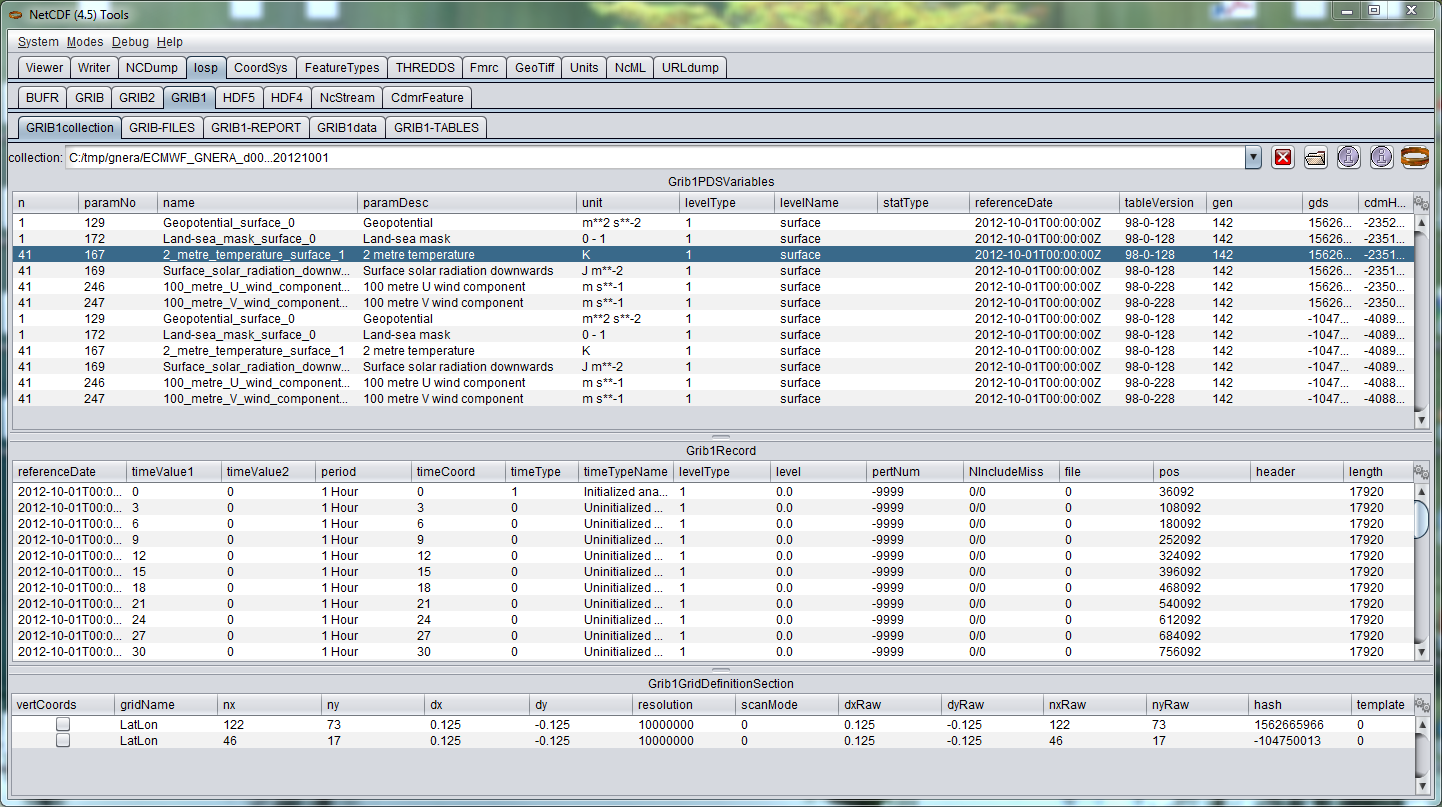 NetCDF (4.5) Tools
System Modes Debug Help
Viewer Writer NCDump Iosp CoordSys FeatureTypes THREDDS Fmrc GeoTiff Units NcML URLdump
BUFR GRIB GRIB2 GRIB1 HDF5 HDF4 NcStream CdmrFeature
GRIB1collection GRIB-FILES GRIB1-REPORT GRIB1data GRIB1-TABLES
collection: C:/tmp/gnera/ECMWF_GNERA_d00...20121001
Grib1PDSVariables
n paramNo name paramDesc unit levelType levelName statType referenceDate tableVersion gen gds cdmH...
1 129 Geopotential_surface_0 Geopotential m**2 s**-2 1 surface 2012-10-01T00:00:00Z 98-0-128 142 15626... -2352...
1 172 Land-sea_mask_surface_0 Land-sea mask 0 - 1 1 surface 2012-10-01T00:00:00Z 98-0-128 142 15626... -2351...
41 167 2_metre_temperature_surface_1 2 metre temperature K 1 surface 2012-10-01T00:00:00Z 98-0-128 142 15626... -2351...
41 169 Surface_solar_radiation_downw... Surface solar radiation downwards J m**-2 1 surface 2012-10-01T00:00:00Z 98-0-128 142 15626... -2351...
41 246 100_metre_U_wind_component... 100 metre U wind component m s**-1 1 surface 2012-10-01T00:00:00Z 98-0-228 142 15626... -2350...
41 247 100_metre_V_wind_component... 100 metre V wind component m s**-1 1 surface 2012-10-01T00:00:00Z 98-0-228 142 15626... -2350...
1 129 Geopotential_surface_0 Geopotential m**2 s**-2 1 surface 2012-10-01T00:00:00Z 98-0-128 142 -1047... -4089...
1 172 Land-sea_mask_surface_0 Land-sea mask 0 - 1 1 surface 2012-10-01T00:00:00Z 98-0-128 142 -1047... -4089...
41 167 2_metre_temperature_surface_1 2 metre temperature K 1 surface 2012-10-01T00:00:00Z 98-0-128 142 -1047... -4089...
41 169 Surface_solar_radiation_downw... Surface solar radiation downwards J m**-2 1 surface 2012-10-01T00:00:00Z 98-0-128 142 -1047... -4089...
41 246 100_metre_U_wind_component... 100 metre U wind component m s**-1 1 surface 2012-10-01T00:00:00Z 98-0-228 142 -1047... -4088...
41 247 100_metre_V_wind_component... 100 metre V wind component m s**-1 1 surface 2012-10-01T00:00:00Z 98-0-228 142 -1047... -4088...
Grib1Record
referenceDate timeValue1 timeValue2 period timeCoord timeType timeTypeName levelType level pertNum NIncludeMiss file pos header length
2012-10-01T00:0... 0 0 1 Hour 0 1 Initialized ana... 1 0.0 -9999 0/0 0 36092 17920
2012-10-01T00:0... 3 0 1 Hour 3 0 Uninitialized ... 1 0.0 -9999 0/0 0 108092 17920
2012-10-01T00:0... 6 0 1 Hour 6 0 Uninitialized ... 1 0.0 -9999 0/0 0 180092 17920
2012-10-01T00:0... 9 0 1 Hour 9 0 Uninitialized ... 1 0.0 -9999 0/0 0 252092 17920
2012-10-01T00:0... 12 0 1 Hour 12 0 Uninitialized ... 1 0.0 -9999 0/0 0 324092 17920
2012-10-01T00:0... 15 0 1 Hour 15 0 Uninitialized ... 1 0.0 -9999 0/0 0 396092 17920
2012-10-01T00:0... 18 0 1 Hour 18 0 Uninitialized ... 1 0.0 -9999 0/0 0 468092 17920
2012-10-01T00:0... 21 0 1 Hour 21 0 Uninitialized ... 1 0.0 -9999 0/0 0 540092 17920
2012-10-01T00:0... 24 0 1 Hour 24 0 Uninitialized ... 1 0.0 -9999 0/0 0 612092 17920
2012-10-01T00:0... 27 0 1 Hour 27 0 Uninitialized ... 1 0.0 -9999 0/0 0 684092 17920
2012-10-01T00:0... 30 0 1 Hour 30 0 Uninitialized ... 1 0.0 -9999 0/0 0 756092 17920
Grib1GridDefinitionSection
vertCoords gridName nx ny dx dy resolution scanMode dxRaw dyRaw nxRaw nyRaw hash template
LatLon 122 73 0.125 -0.125 10000000 0 0.125 -0.125 122 73 1562665966 0
LatLon 46 17 0.125 -0.125 10000000 0 0.125 -0.125 46 17 -104750013 0